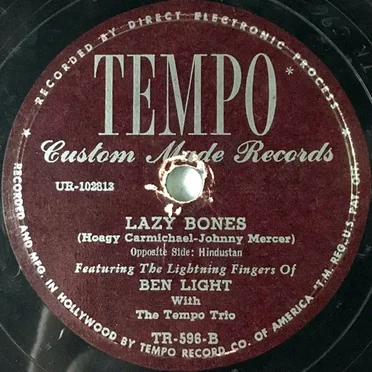 RECORDED BY DIRECT ELECTRONIC PROCESS
TEMPO*
Custom Made Records
UR-102813
LAZY BONES
(Hoagy Carmichael-Johnny Mercer)
Opposite Side: Hindustan
Featuring The Lightning Fingers Of
BEN LIGHT
With
The Tempo Trio
TR-596-B
RECORDED AND MFG. IN HOLLYWOOD BY TEMPO RECORD CO. OF AMERICA *T.M. REG. U.S. PAT. OFF.